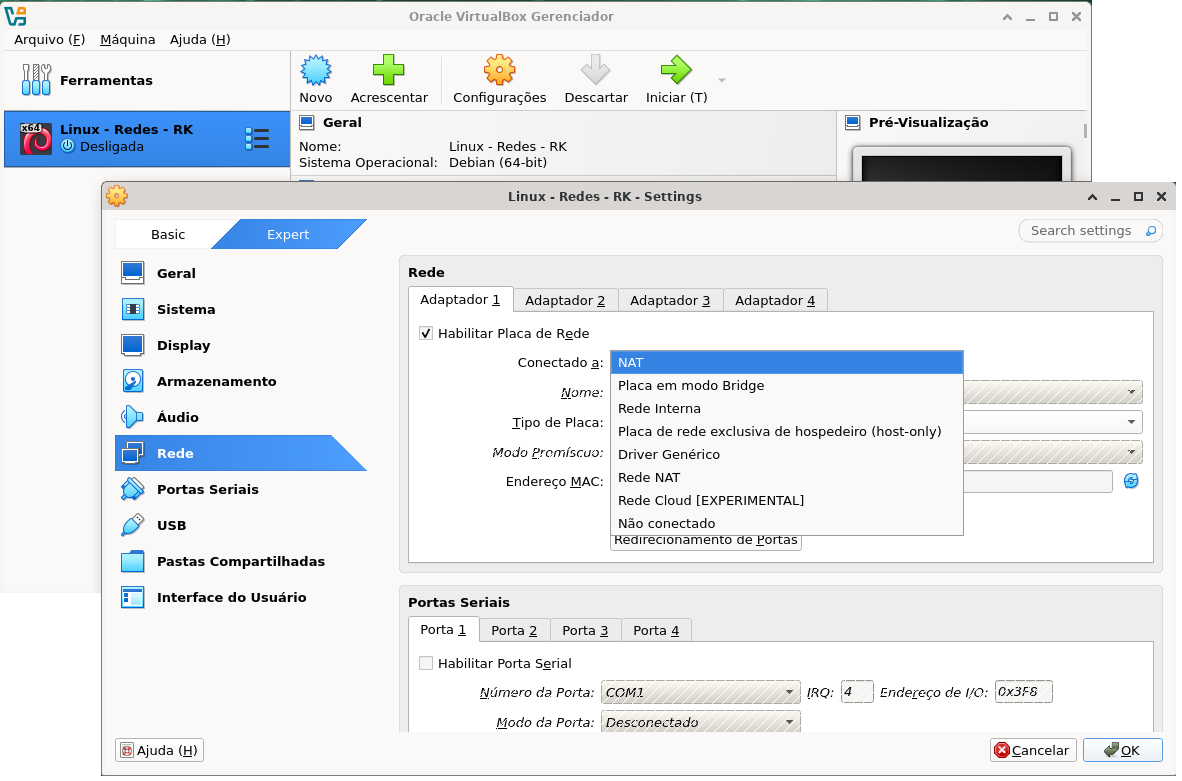 Oracle VirtualBox Gerenciador
Arquivo (F) Máquina Ajuda (H)
Ferramentas
Novo Acrescentar Configurações Descartar Iniciar (T)
x64
Linux - Redes - RK
Desligada
Geral
Nome: Linux - Redes - RK
Sistema Operacional: Debian (64-bit)
Pré-Visualização
Linux - Redes - RK - Settings
Basic Expert
Search settings
Geral
Sistema
Display
Armazenamento
Áudio
Rede
Portas Seriais
USB
Pastas Compartilhadas
Interface do Usuário
Rede
Adaptador 1 Adaptador 2 Adaptador 3 Adaptador 4
Habilitar Placa de Rede
Conectado a: NAT
Placa em modo Bridge
Nome:
Rede Interna
Tipo de Placa:
Placa de rede exclusiva de hospedeiro (host-only)
Modo Promíscuo:
Driver Genérico
Endereço MAC:
Rede NAT
Rede Cloud [EXPERIMENTAL]
Não conectado
Redirecionamento de Portas
Portas Seriais
Porta 1 Porta 2 Porta 3 Porta 4
Habilitar Porta Serial
Número da Porta: COM1 IRQ: 4 Endereço de I/O: 0x3F8
Modo da Porta: Desconectado
Ajuda (H) Cancelar OK